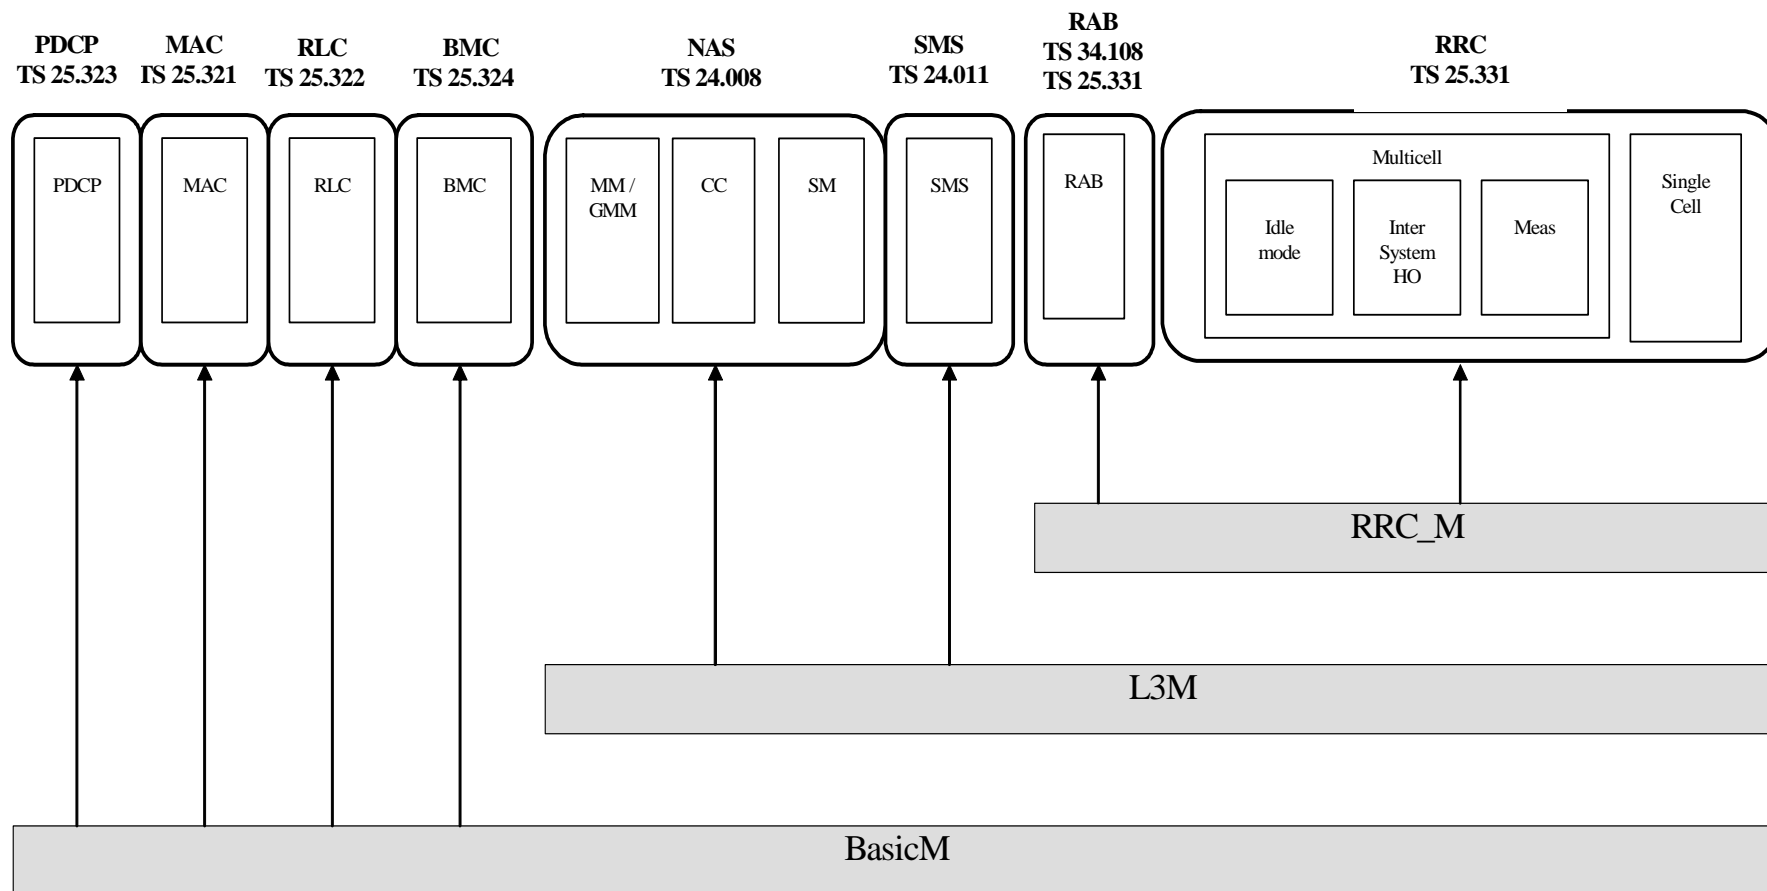 PDCP
TS 25.323
MAC
TS 25.321
RLC
TS 25.322
BMC
TS 25.324
NAS
TS 24.008
SMS
TS 24.011
RAB
TS 34.108
TS 25.331
RRC
TS 25.331
PDCP
MAC
RLC
BMC
MM /
GMM
CC
SM
SMS
RAB
Multicell
Idle
mode
Inter
System
HO
Meas
Single
Cell
RRC_M
L3M
BasicM